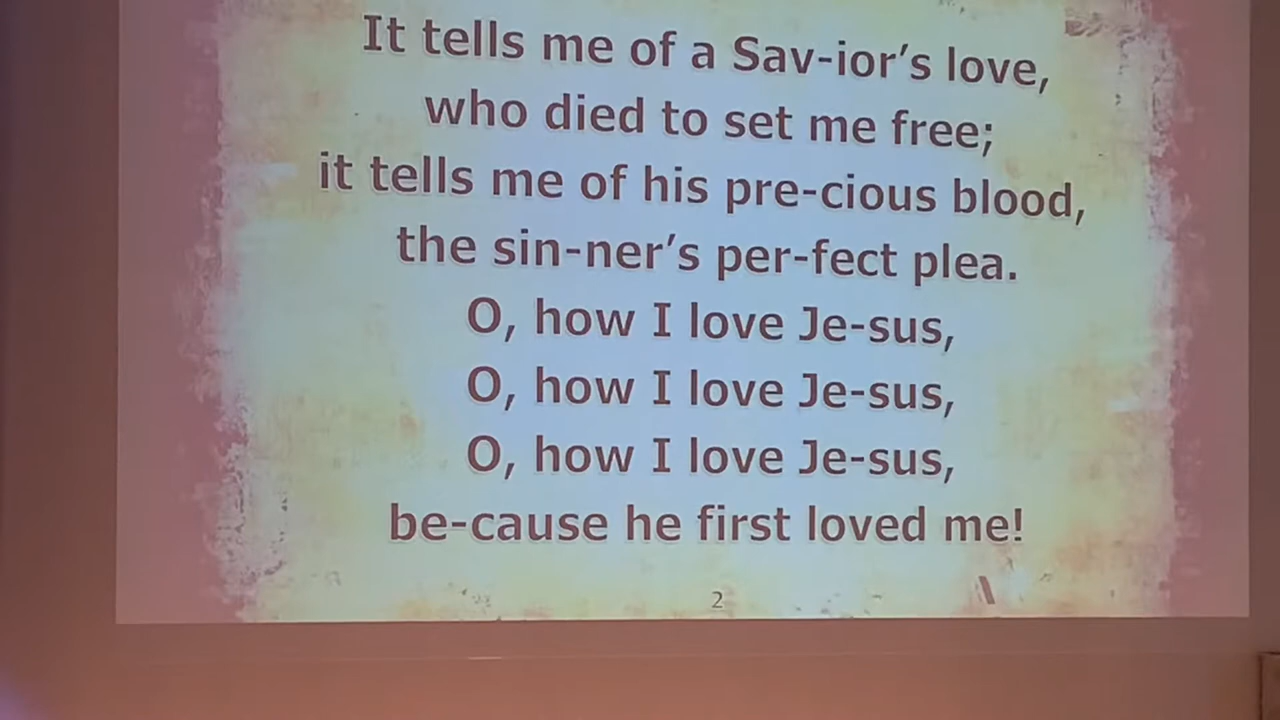 It tells me of a Sav-ior's love,
who died to set me free;
it tells me of his pre-cious blood,
the sin-ner's per-fect plea.
O, how I love Je-sus,
O, how I love Je-sus,
O, how I love Je-sus,
be-cause he first loved me!
2